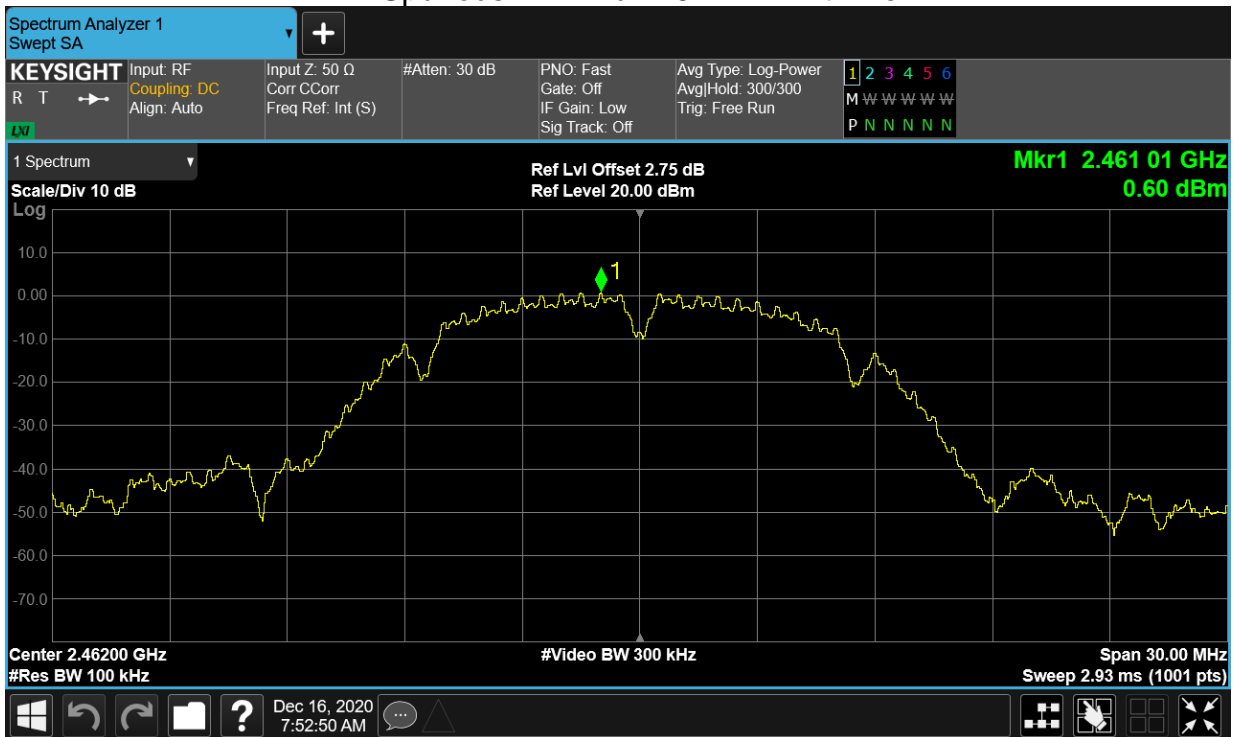 Spectrum Analyzer 1
Swept SA
KEYSIGHT
R T
LXI
Input: RF
Coupling: DC
Align: Auto
Input Z: 50 Ω
Corr CCorr
Freq Ref: Int (S)
#Atten: 30 dB
PNO: Fast
Gate: Off
IF Gain: Low
Sig Track: Off
Avg Type: Log-Power
Avg|Hold: 300/300
Trig: Free Run
1 2 3 4 5 6
M W W W W W
P N N N N N
1 Spectrum
Scale/Div 10 dB
Log
Ref Lvl Offset 2.75 dB
Ref Level 20.00 dBm
Mkr1 2.461 01 GHz
0.60 dBm
10.0
0.00
-10.0
-20.0
-30.0
-40.0
-50.0
-60.0
-70.0
1
Center 2.46200 GHz
#Res BW 100 kHz
#Video BW 300 kHz
Span 30.00 MHz
Sweep 2.93 ms (1001 pts)
?
Dec 16, 2020
7:52:50 AM